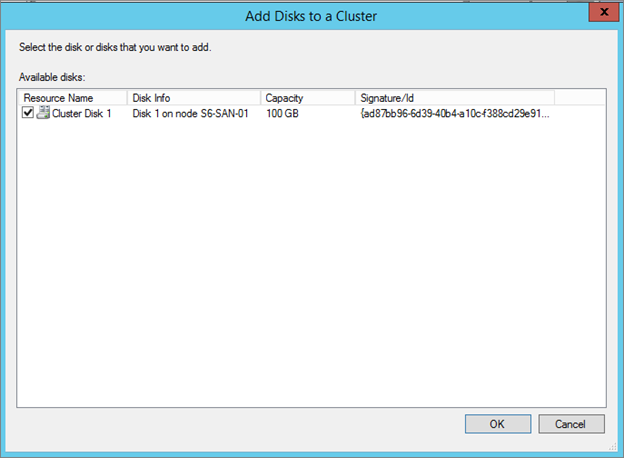 Add Disks to a Cluster
x
Select the disk or disks that you want to add.
Available disks:
Resource Name Disk Info Capacity Signature/Id
Cluster Disk 1 Disk 1 on node S6-SAN-01 100 GB {ad87bb96-6d39-40b4-a10c-f388cd29e91...
OK Cancel